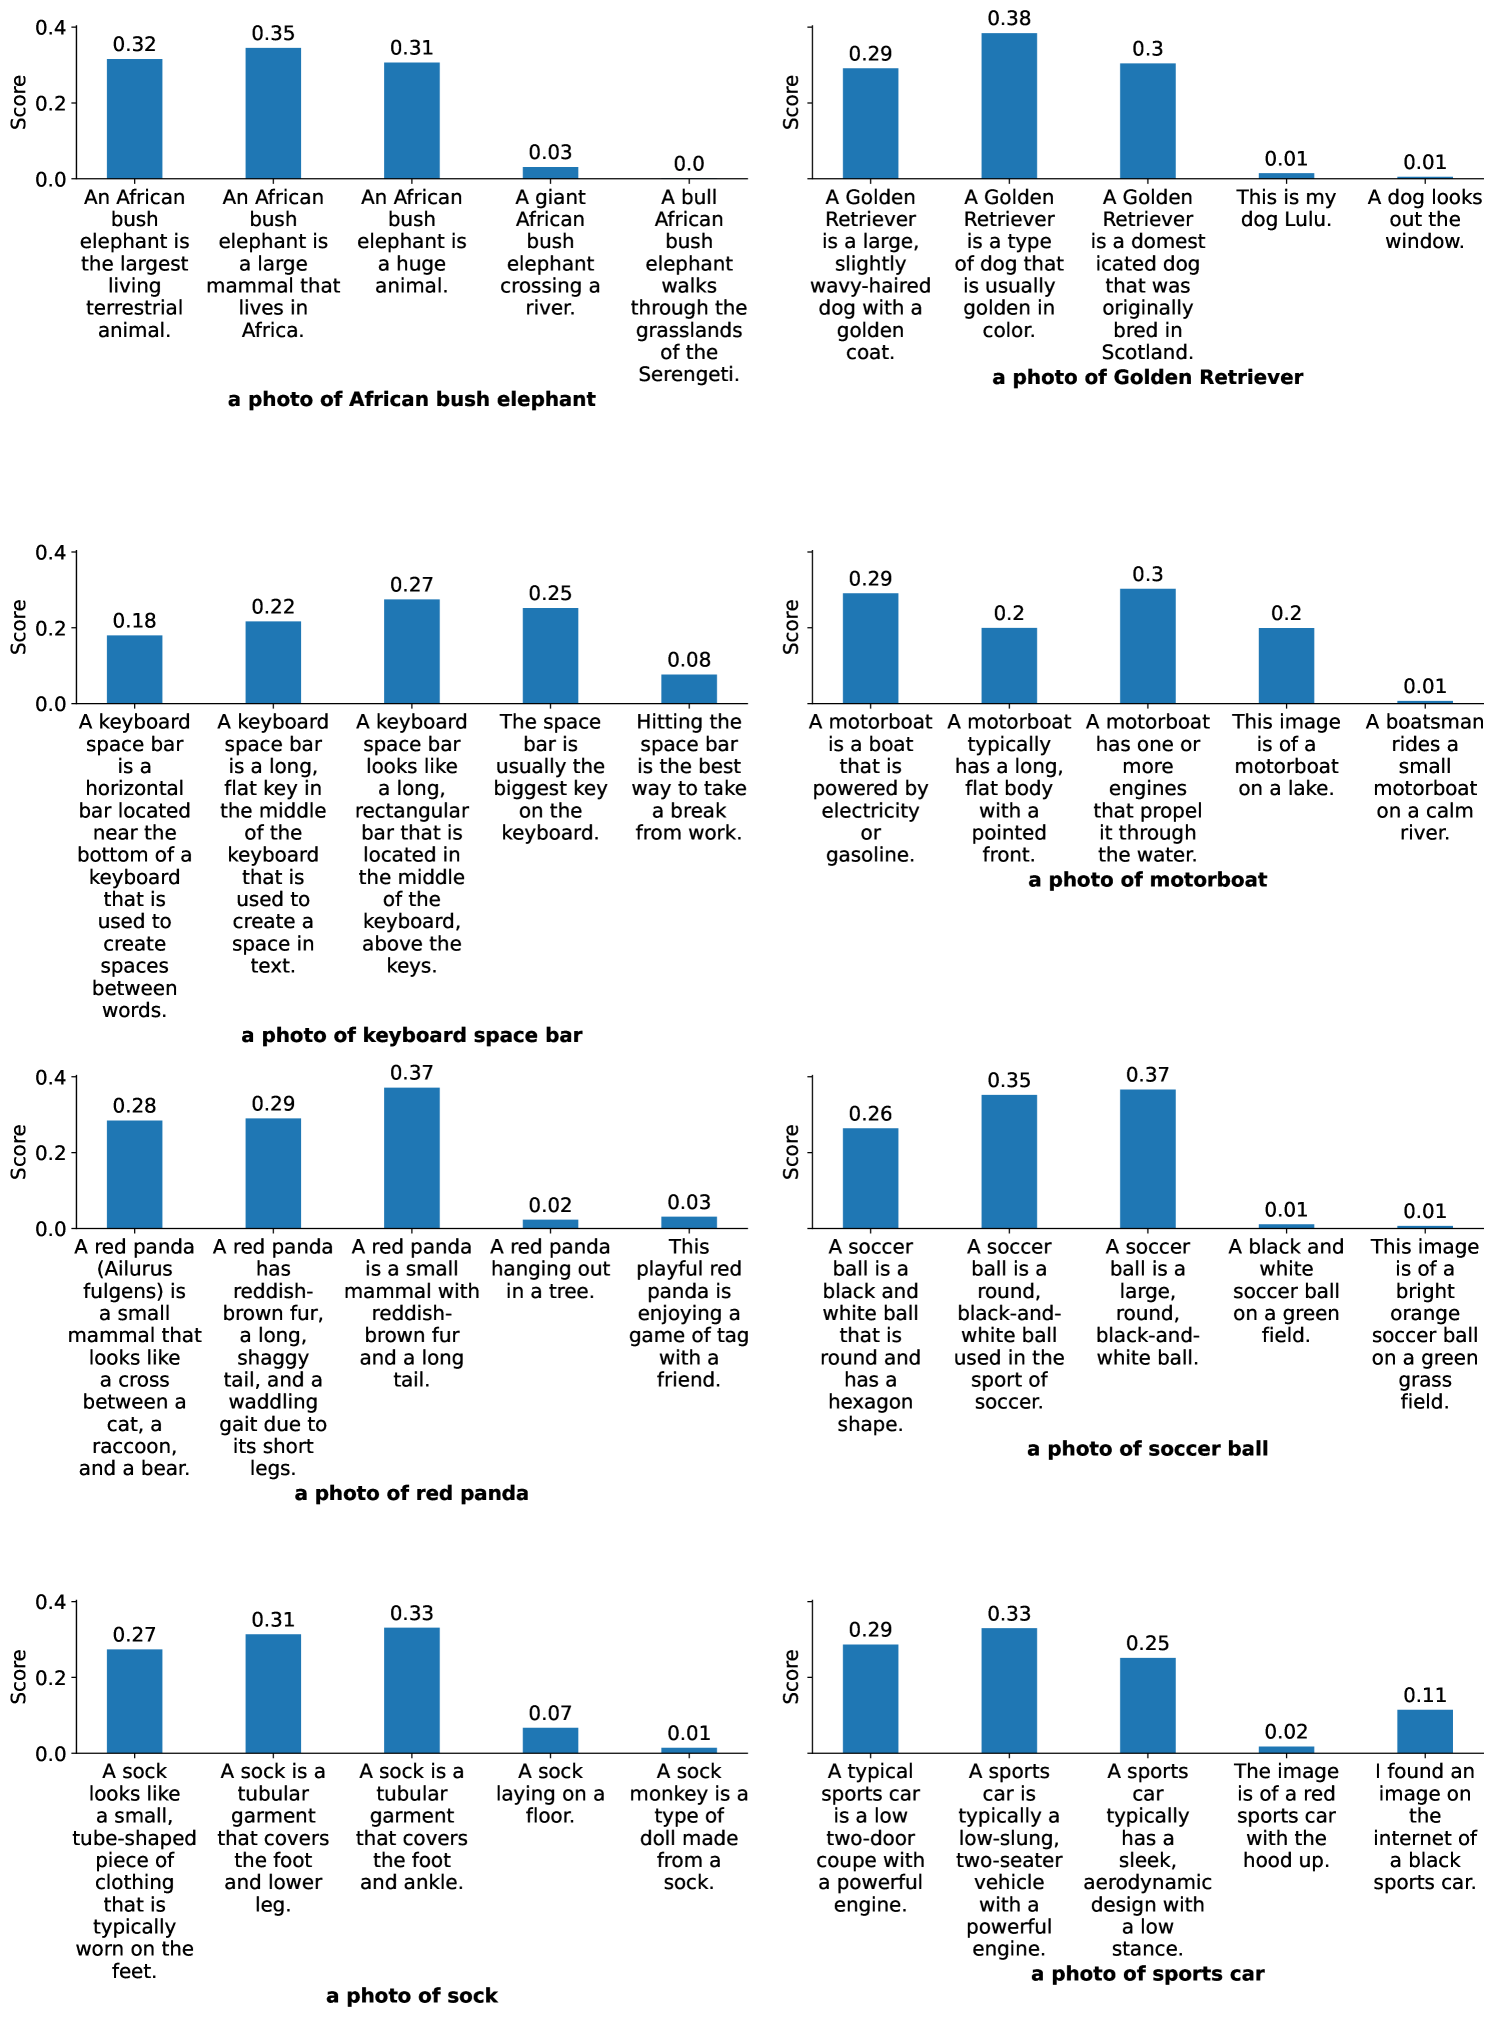 0.4
0.2
0.0
Score
0.32
0.35
0.31
0.03
0.0
An African
bush
elephant is
the largest
living
terrestrial
animal.
An African
bush
elephant is
a large
mammal that
lives in
Africa.
An African
bush
elephant is
a huge
animal.
A giant
African
bush
elephant
crossing a
river.
A bull
African
bush
elephant
walks
through the
grasslands
of the
Serengeti.
a photo of African bush elephant
Score
0.29
0.38
0.3
0.01
0.01
A Golden
Retriever
is a large,
slightly
wavy-haired
dog with a
golden
coat.
A Golden
Retriever
is a type
of dog that
is usually
golden in
color.
A Golden
Retriever
is a domest
icated dog
that was
originally
bred in
Scotland.
This is my
dog Lulu.
A dog looks
out the
window.
a photo of Golden Retriever
0.4
0.2
0.0
Score
0.18
0.22
0.27
0.25
0.08
A keyboard
space bar
is a
horizontal
bar located
near the
bottom of a
keyboard
that is
used to
create
spaces
between
words.
A keyboard
space bar
is a long,
flat key in
the middle
of the
keyboard
that is
used to
create a
space in
text.
A keyboard
space bar
looks like
a long,
rectangular
bar that is
located in
the middle
of the
keyboard,
above the
keys.
The space
bar is
usually the
biggest key
on the
keyboard.
Hitting the
space bar
is the best
way to take
a break
from work.
a photo of keyboard space bar
Score
0.29
0.2
0.3
0.2
0.01
A motorboat
is a boat
that is
powered by
electricity
or
gasoline.
A motorboat
typically
has a long,
flat body
with a
pointed
front.
A motorboat
has one or
more
engines
that propel
it through
the water.
This image
is of a
motorboat
on a lake.
A boatsman
rides a
small
motorboat
on a calm
river.
a photo of motorboat
0.4
0.2
0.0
Score
0.28
0.29
0.37
0.02
0.03
A red panda
(Ailurus
fulgens) is
a small
mammal that
looks like
a cross
between a
cat, a
raccoon,
and a bear.
A red panda
has
reddish-
brown fur,
a long,
shaggy
tail, and a
waddling
gait due to
its short
legs.
A red panda
is a small
mammal with
reddish-
brown fur
and a long
tail.
A red panda
hanging out
in a tree.
This
playful red
panda is
enjoying a
game of tag
with a
friend.
a photo of red panda
Score
0.26
0.35
0.37
0.01
0.01
A soccer
ball is a
black and
white ball
that is
round and
has a
hexagon
shape.
A soccer
ball is a
round,
black-and-
white ball
used in the
sport of
soccer.
A soccer
ball is a
large,
round,
black-and-
white ball.
A black and
white
soccer ball
on a green
field.
This image
is of a
bright
orange
soccer ball
on a green
grass
field.
a photo of soccer ball
0.4
0.2
0.0
Score
0.27
0.31
0.33
0.07
0.01
A sock
looks like
a small,
tube-shaped
piece of
clothing
that is
typically
worn on the
feet.
A sock is a
tubular
garment
that covers
the foot
and lower
leg.
A sock is a
tubular
garment
that covers
the foot
and ankle.
A sock
laying on a
floor.
A sock
monkey is a
type of
doll made
from a
sock.
a photo of sock
Score
0.29
0.33
0.25
0.02
0.11
A typical
sports car
is a low
two-door
coupe with
a powerful
engine.
A sports
car is
typically a
low-slung,
two-seater
vehicle
with a
powerful
engine.
A sports
car
typically
has a
sleek,
aerodynamic
design with
a low
stance.
The image
is of a red
sports car
with the
hood up.
I found an
image on
the
internet of
a black
sports car.
a photo of sports car